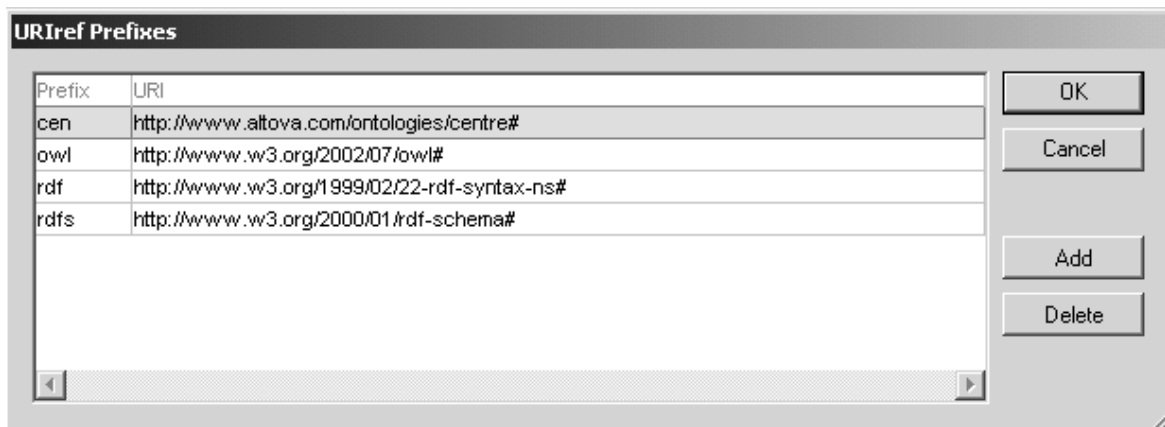 URIref Prefixes
Prefix URI
cen http://www.altova.com/ontologies/centre#
owl http://www.w3.org/2002/07/owl#
rdf http://www.w3.org/1999/02/22-rdf-syntax-ns#
rdfs http://www.w3.org/2000/01/rdf-schema#
OK
Cancel
Add
Delete